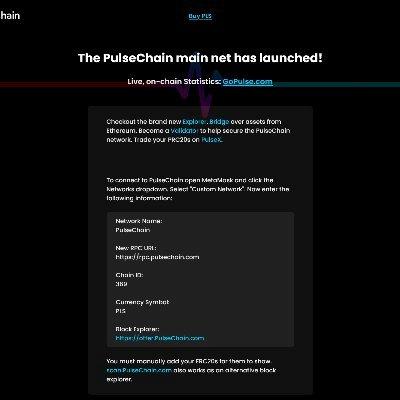 hain
Buy PLS
The PulseChain main net has launched!
Live, on-chain Statistics: GoPulse.com
Checkout the brand new Explorer. Bridge over assets from
Ethereum. Become a Validator to help secure the PulseChain
network. Trade your PRC20s on PulseX.
To connect to PulseChain open MetaMask and click the
Networks dropdown. Select "Custom Network". Now enter the
following information:
Network Name:
PulseChain
New RPC URL:
https://rpc.pulsechain.com
Chain ID:
369
Currency Symbol:
PLS
Block Explorer:
https://otter.PulseChain.com
You must manually add your ERC20s for them to show.
scan.PulseChain.com also works as an alternative block
explorer.